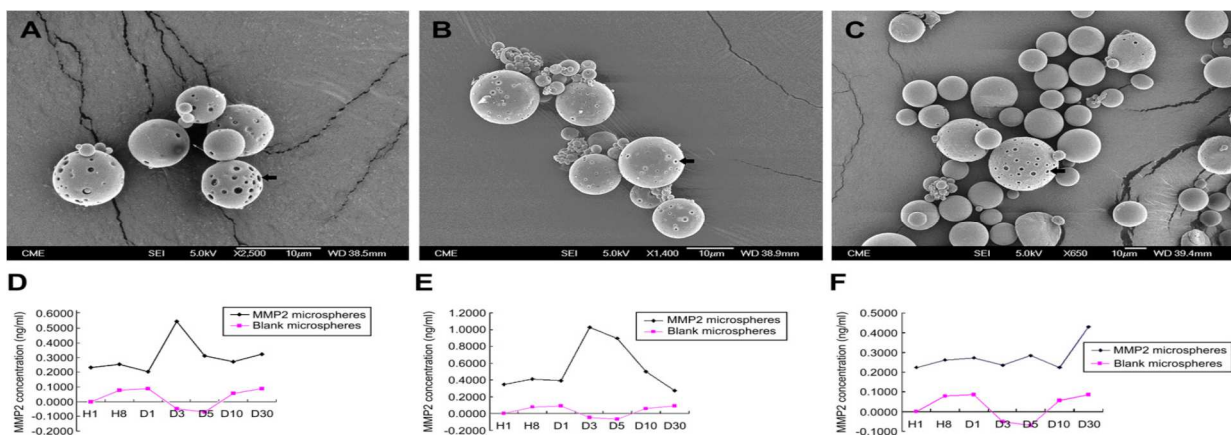 A
B
C
CME SEI 5.0kV X2,500 10µm WD 38.5mm
CME SEI 5.0kV X1,400 10µm WD 38.9mm
CME SEI 5.0kV X650 10µm WD 39.4mm
D
E
F
MMP2 concentration (ng/ml)
0.6000
0.5000
0.4000
0.3000
0.2000
0.1000
0.0000
-0.1000
-0.2000
MMP2 microspheres
Blank microspheres
H1 H8 D1 D3 D5 D10 D30
MMP2 concentration (ng/ml)
1.2000
1.0000
0.8000
0.6000
0.4000
0.2000
0.0000
-0.2000
MMP2 microspheres
Blank microspheres
H1 H8 D1 D3 D5 D10 D30
MMP2 concentration (ng/ml)
0.5000
0.4000
0.3000
0.2000
0.1000
0.0000
-0.1000
MMP2 microspheres
Blank microspheres
H1 H8 D1 D3 D5 D10 D30